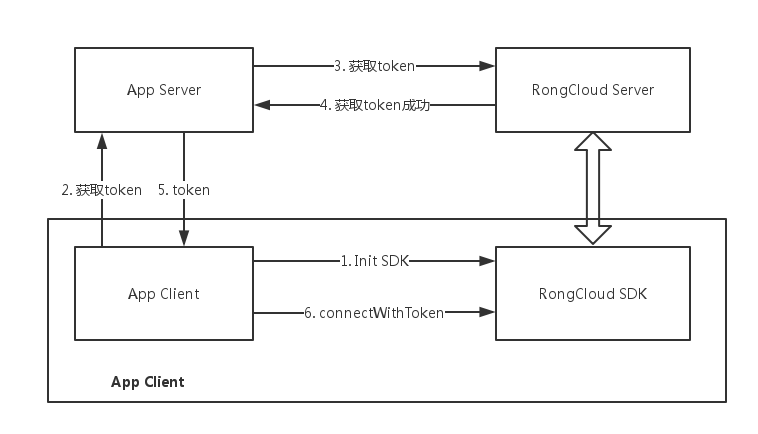 3. 获取token
App Server
RongCloud Server
4. 获取token成功
2. 获取token
5. token
1. Init SDK
App Client
RongCloud SDK
6. connectWithToken
App Client